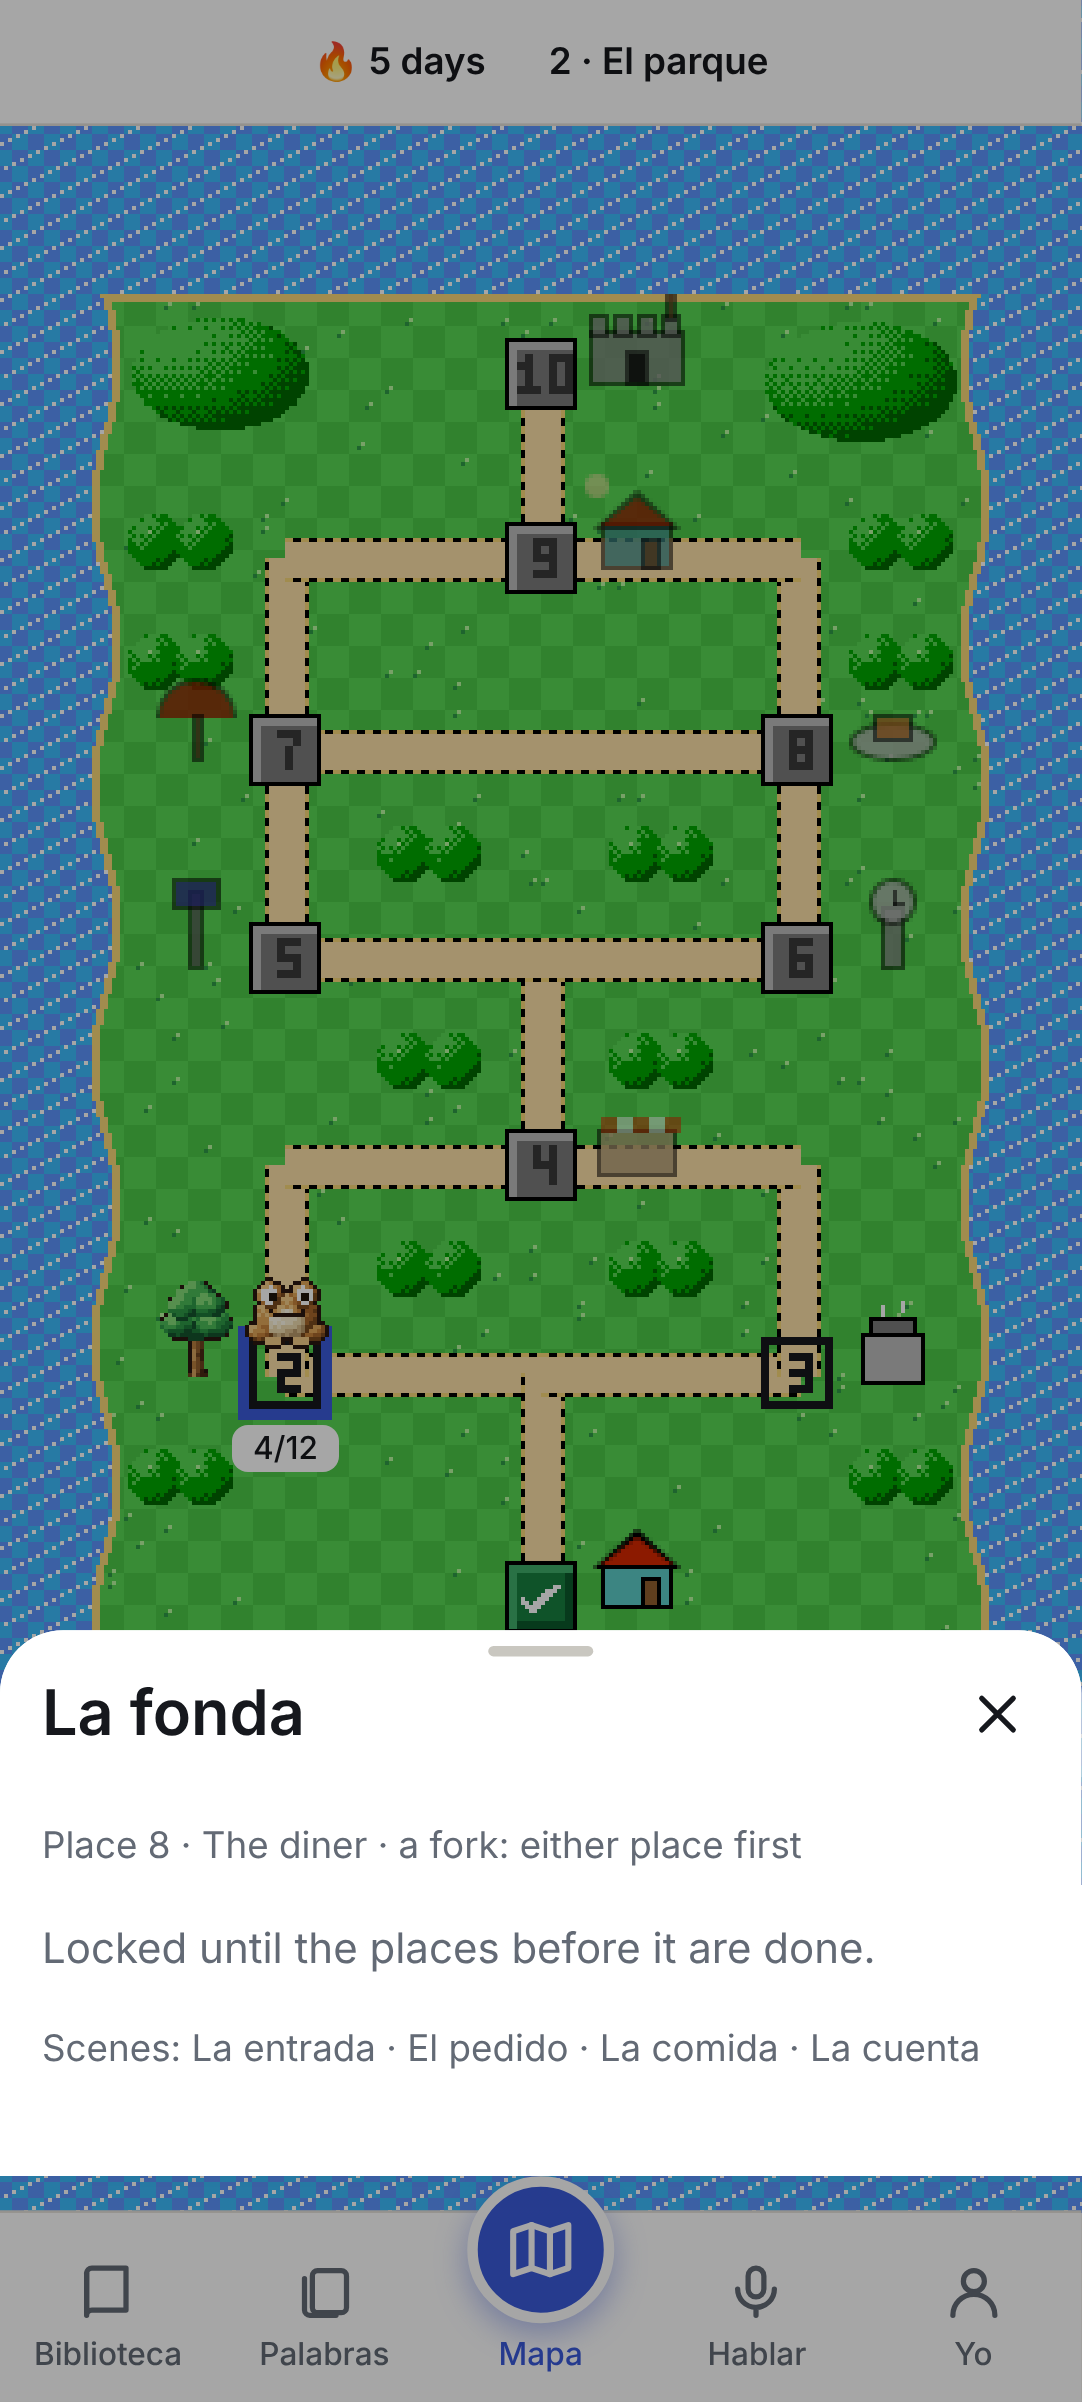 5 days 2 · El parque
10
9
7 8
5 6
4
2 3
4/12
La fonda
Place 8 · The diner · a fork: either place first
Locked until the places before it are done.
Scenes: La entrada · El pedido · La comida · La cuenta
Biblioteca Palabras Mapa Hablar Yo